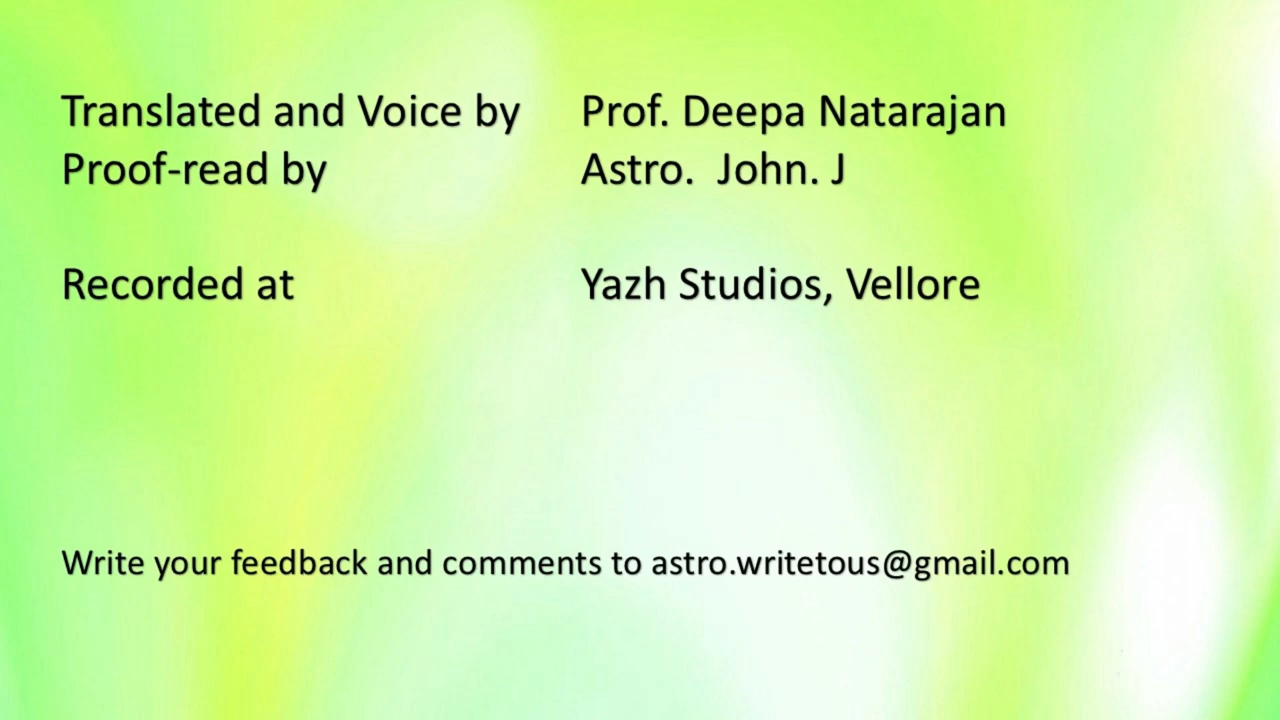 Translated and Voice by Prof. Deepa Natarajan
Proof-read by Astro. John. J
Recorded at Yazh Studios, Vellore
Write your feedback and comments to astro.writetous@gmail.com